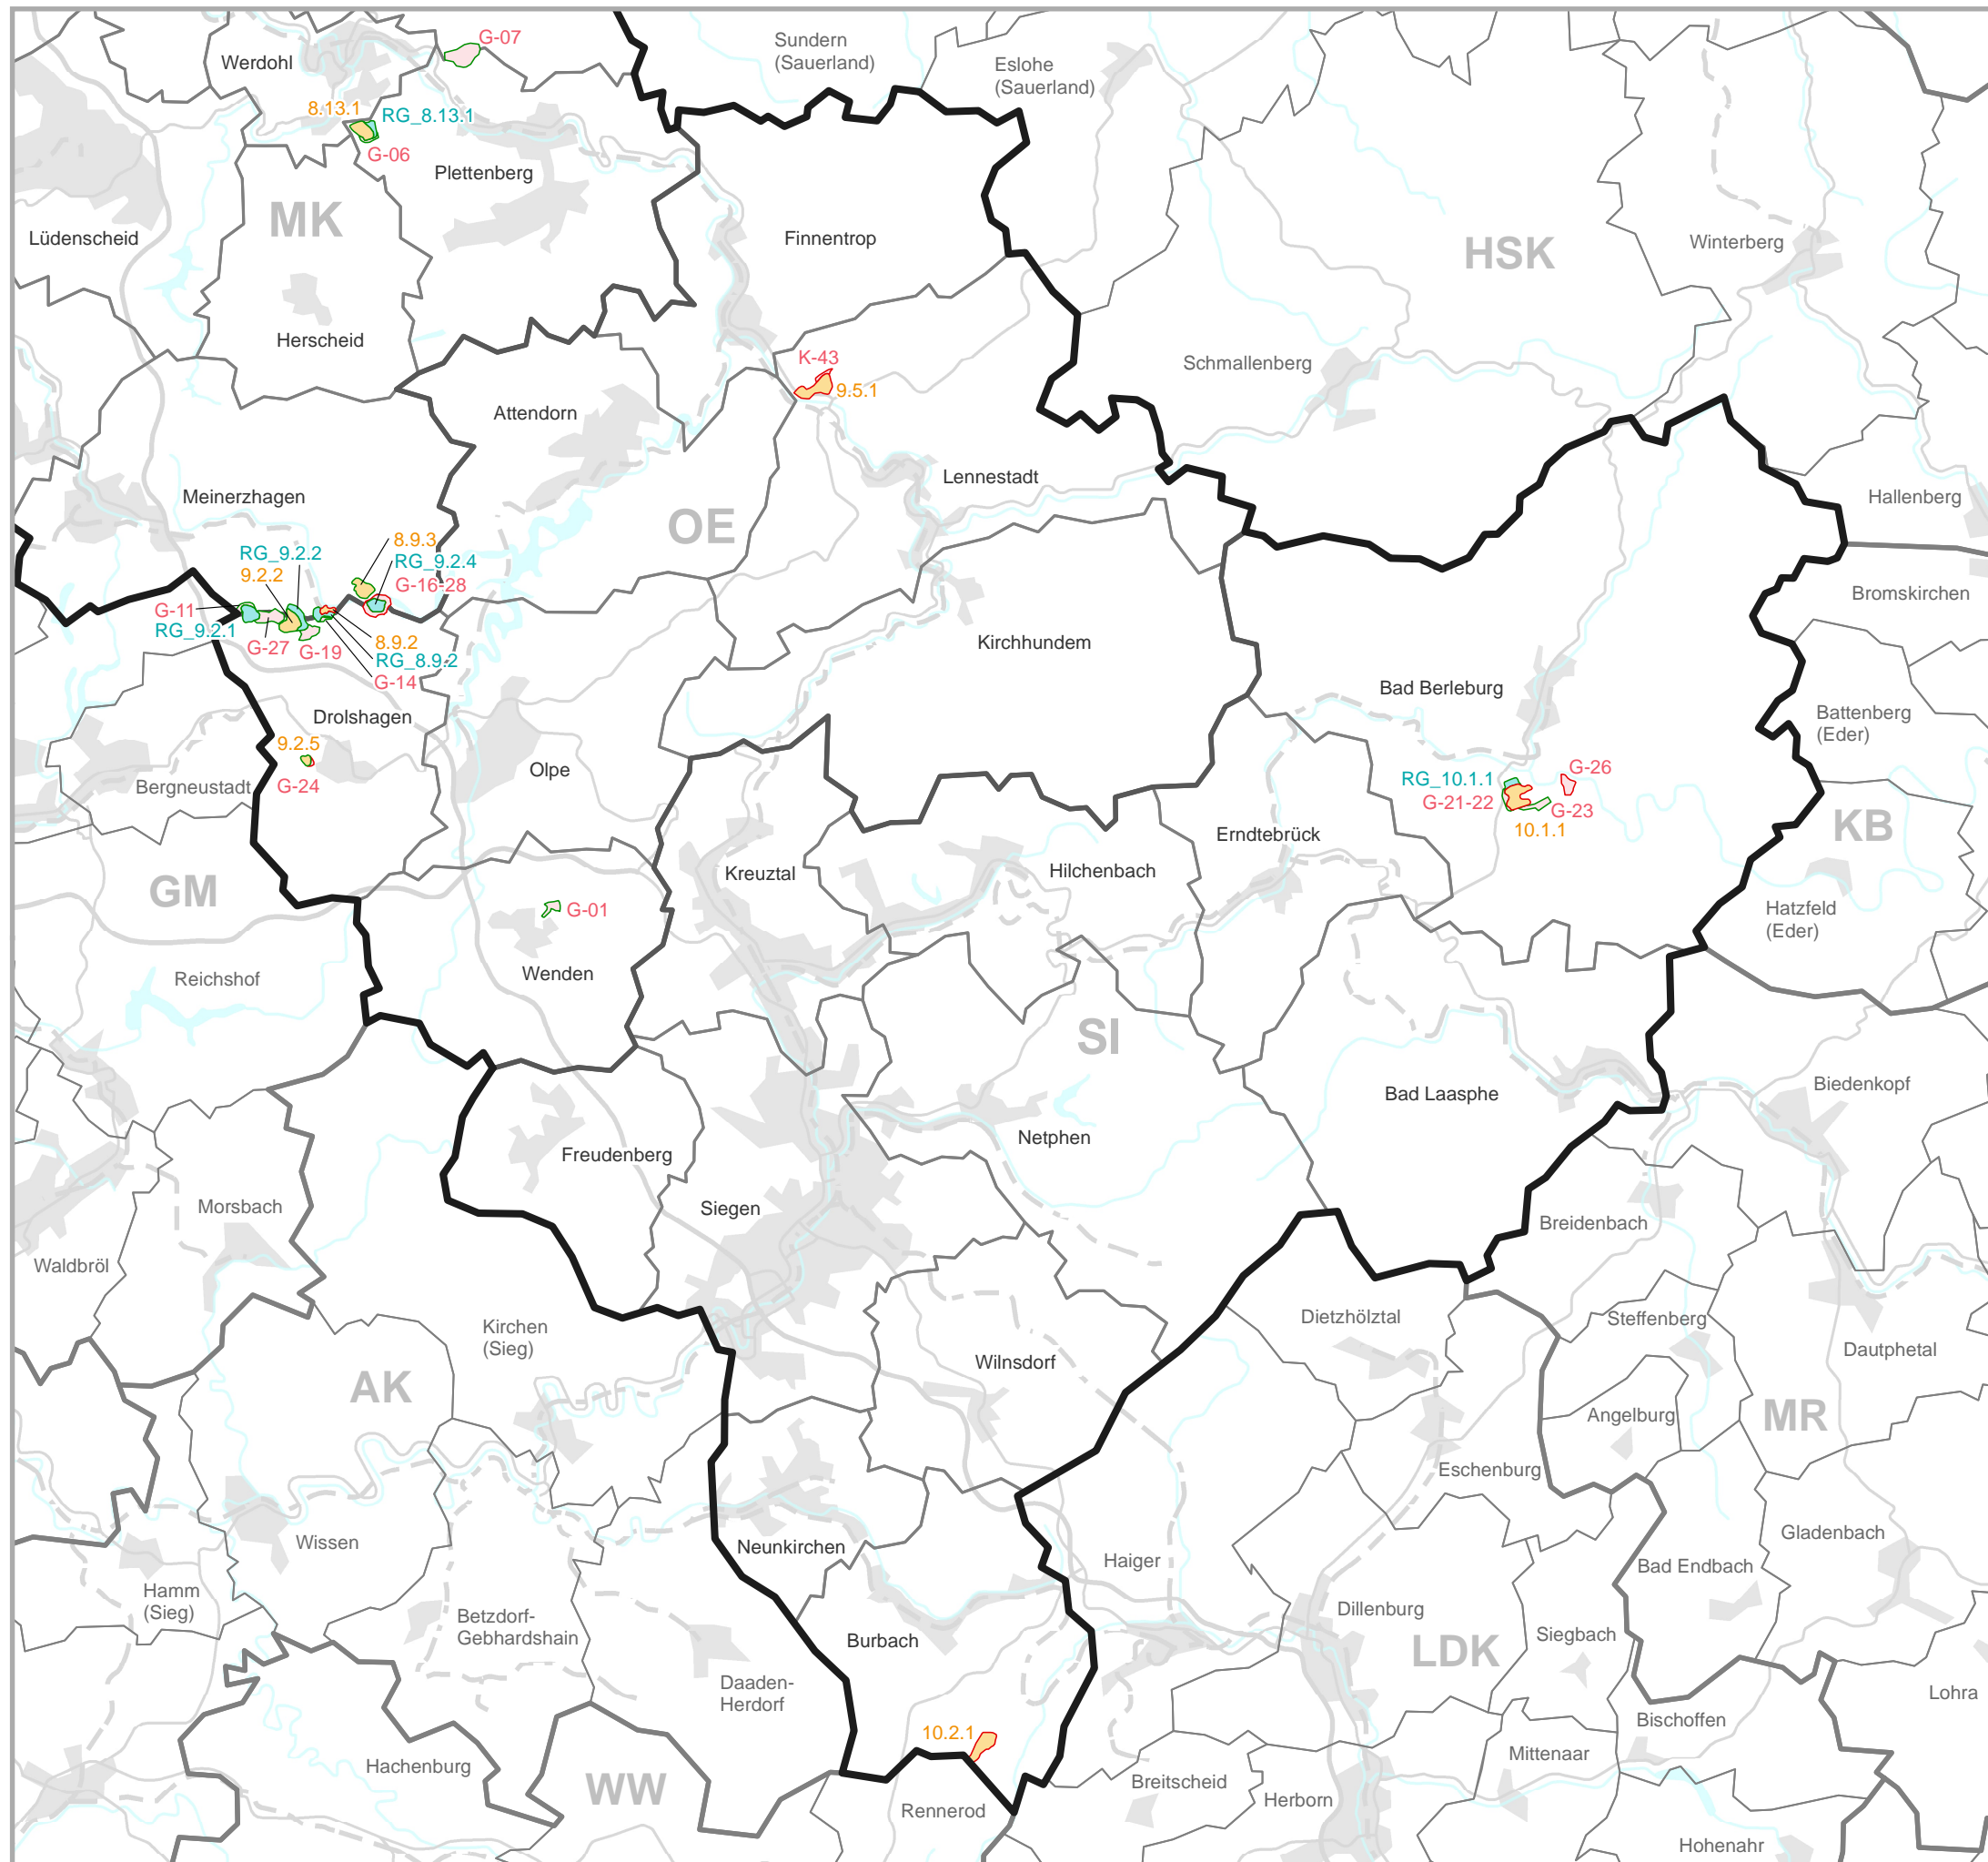 G-07
Werdohl
Sundern
(Sauerland)
Eslohe
(Sauerland)
8.13.1
RG_8.13.1
G-06
Plettenberg
MK
Lüdenscheid
Finnentrop
HSK
Winterberg
Herscheid
K-43
9.5.1
Schmallenberg
Attendorn
Meinerzhagen
Lennestadt
Hallenberg
OE
8.9.3
RG_9.2.2
RG_9.2.4
9.2.2
G-16-28
G-11
RG_9.2.1
G-27
G-19
8.9.2
RG_8.9.2
G-14
Bromskirchen
Kirchhundem
Bad Berleburg
Drolshagen
Battenberg
(Eder)
9.2.5
G-24
Bergneustadt
Olpe
RG_10.1.1
G-26
G-21-22
G-23
10.1.1
KB
Erndtebrück
Kreuztal
Hilchenbach
GM
G-01
Hatzfeld
(Eder)
Wenden
Reichshof
SI
Biedenkopf
Bad Laasphe
Netphen
Freudenberg
Morsbach
Siegen
Breidenbach
Waldbröl
Kirchen
(Sieg)
Dietzhölztal
Steffenberg
Dautphetal
Wilnsdorf
AK
Angelburg
MR
Eschenburg
Wissen
Neunkirchen
Haiger
Gladenbach
Bad Endbach
Hamm
(Sieg)
Betzdorf-
Gebhardshain
Dillenburg
Siegbach
Burbach
LDK
Daaden-
Herdorf
Lohra
10.2.1
Bischoffen
Mittenaar
Hachenburg
WW
Breitscheid
Herborn
Rennerod
Hohenahr